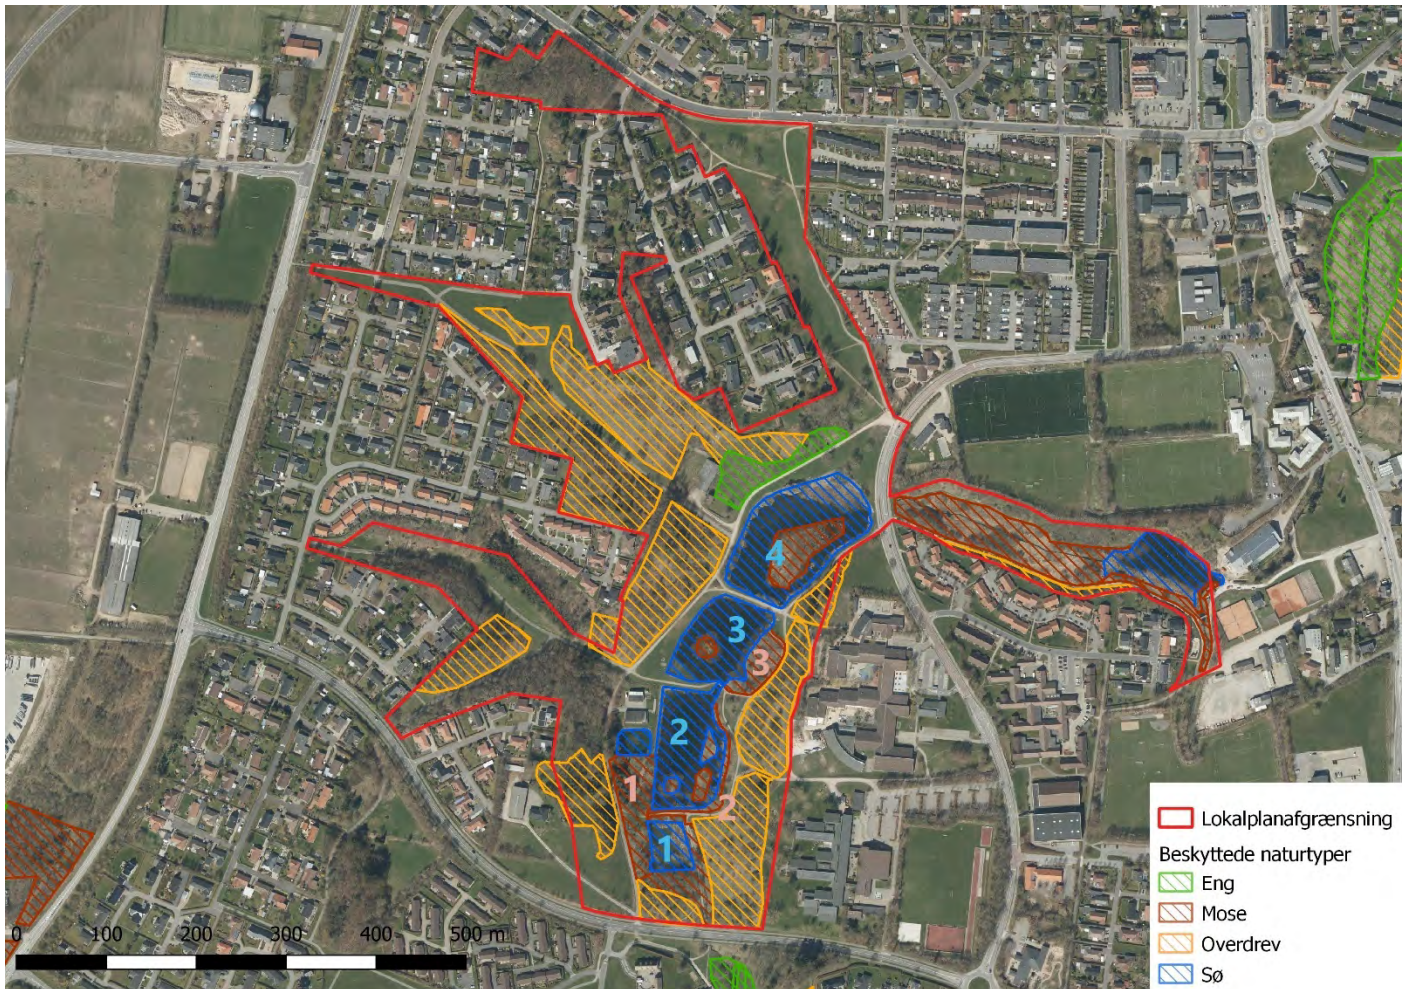 4
3
3
2
1
2
1
Lokalplanafgrænsning
Beskyttede naturtyper
Eng
Mose
Overdrev
Sø
0 100 200 300 400 500 m